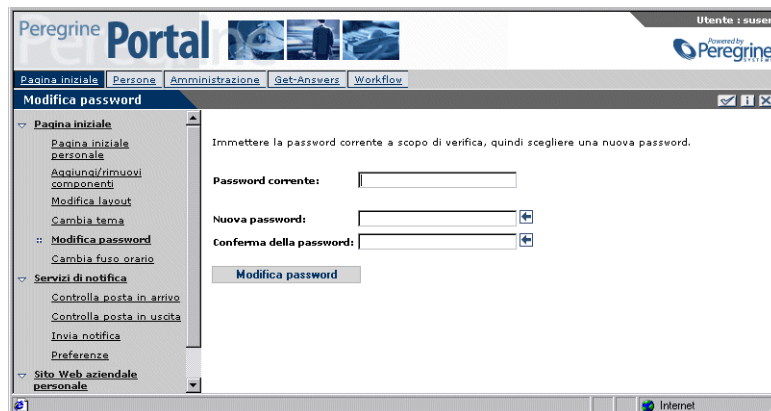 Utente : suser
Peregrine Portal
Powered by
Peregrine
SYSTEMS
Pagina iniziale Persone Amministrazione Get-Answers Workflow
Modifica password
Pagina iniziale
Pagina iniziale
personale
Aggiungi/rimuovi
componenti
Modifica layout
Cambia tema
Modifica password
Cambia fuso orario
Servizi di notifica
Controlla posta in arrivo
Controlla posta in uscita
Invia notifica
Preferenze
Sito Web aziendale
personale
Immettere la password corrente a scopo di verifica, quindi scegliere una nuova password.
Password corrente:
Nuova password:
Conferma della password:
Modifica password
Internet